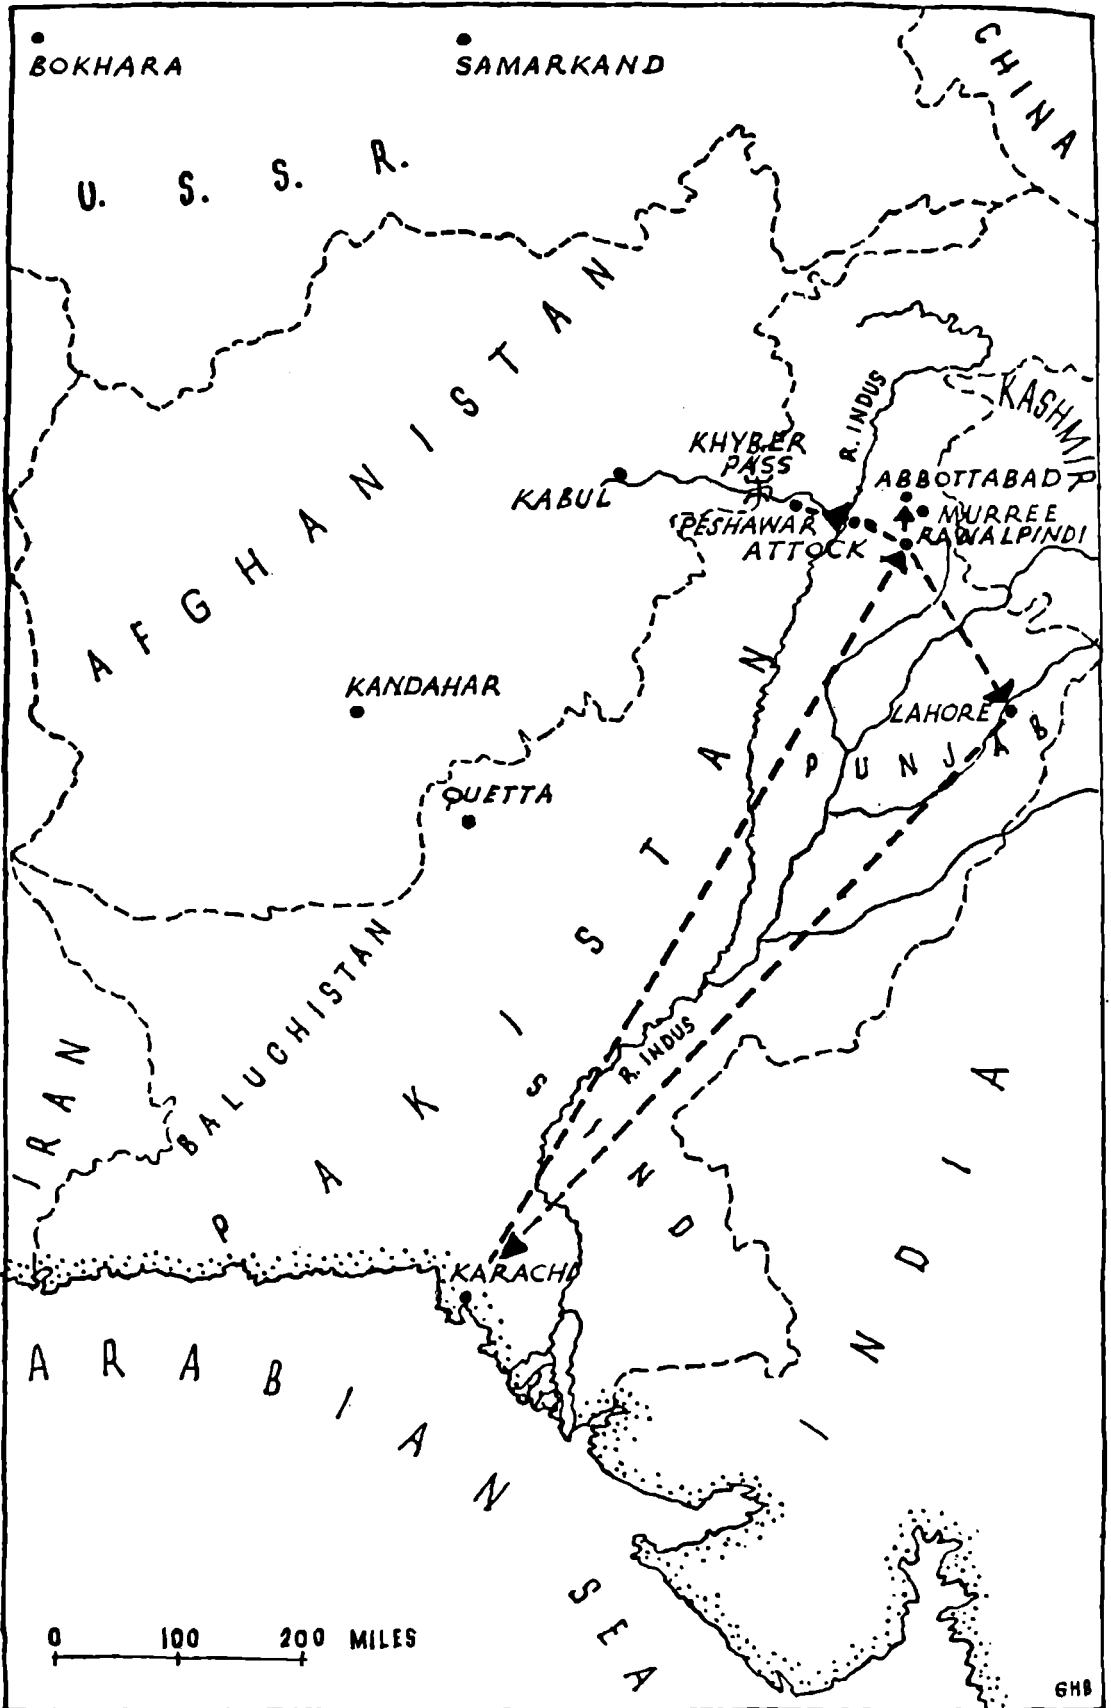 BOKHARA
SAMARKAND
CHINA
U. S. S. R.
AFGHANISTAN
R. INDUS
KASHMIR
KHYBER
PASS
KABUL
ABBOTTABAD
PESHAWAR
MURREE
ATTOCK
RAWALPINDI
KANDAHAR
LAHORE
PUNJAB
QUETTA
PAKISTAN
BALUCHISTAN
R. INDUS
IRAN
SIND
INDIA
KARACHI
ARABIAN SEA
0 100 200 MILES
GHB